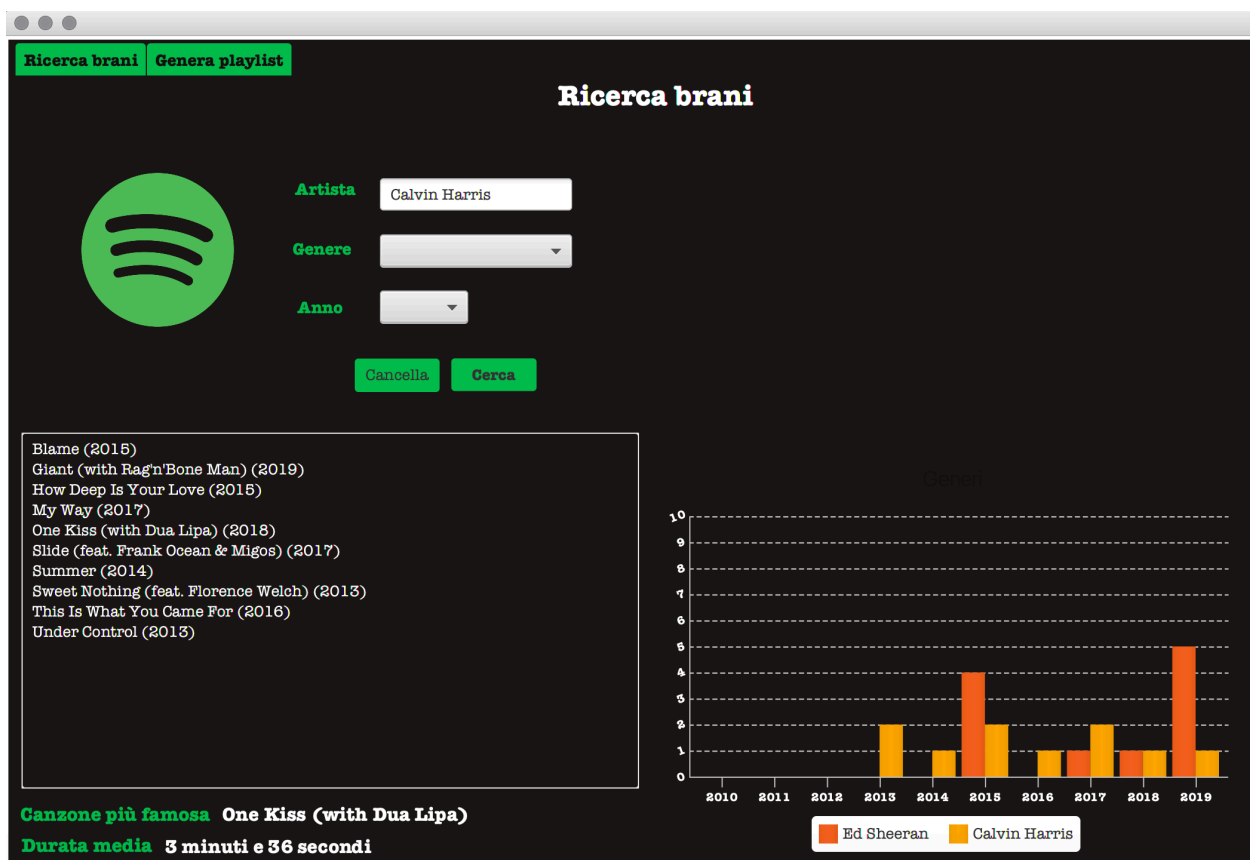 Ricerca brani Genera playlist
Ricerca brani
Artista Calvin Harris
Genere
Anno
Cancella Cerca
Blame (2015)
Giant (with Rag'n'Bone Man) (2019)
How Deep Is Your Love (2015)
My Way (2017)
One Kiss (with Dua Lipa) (2018)
Slide (feat. Frank Ocean & Migos) (2017)
Summer (2014)
Sweet Nothing (feat. Florence Welch) (2013)
This Is What You Came For (2016)
Under Control (2013)
Canzone più famosa One Kiss (with Dua Lipa)
Durata media 3 minuti e 36 secondi
Generi
10
9
8
7
6
5
4
3
2
1
0
2010 2011 2012 2013 2014 2015 2016 2017 2018 2019
Ed Sheeran Calvin Harris